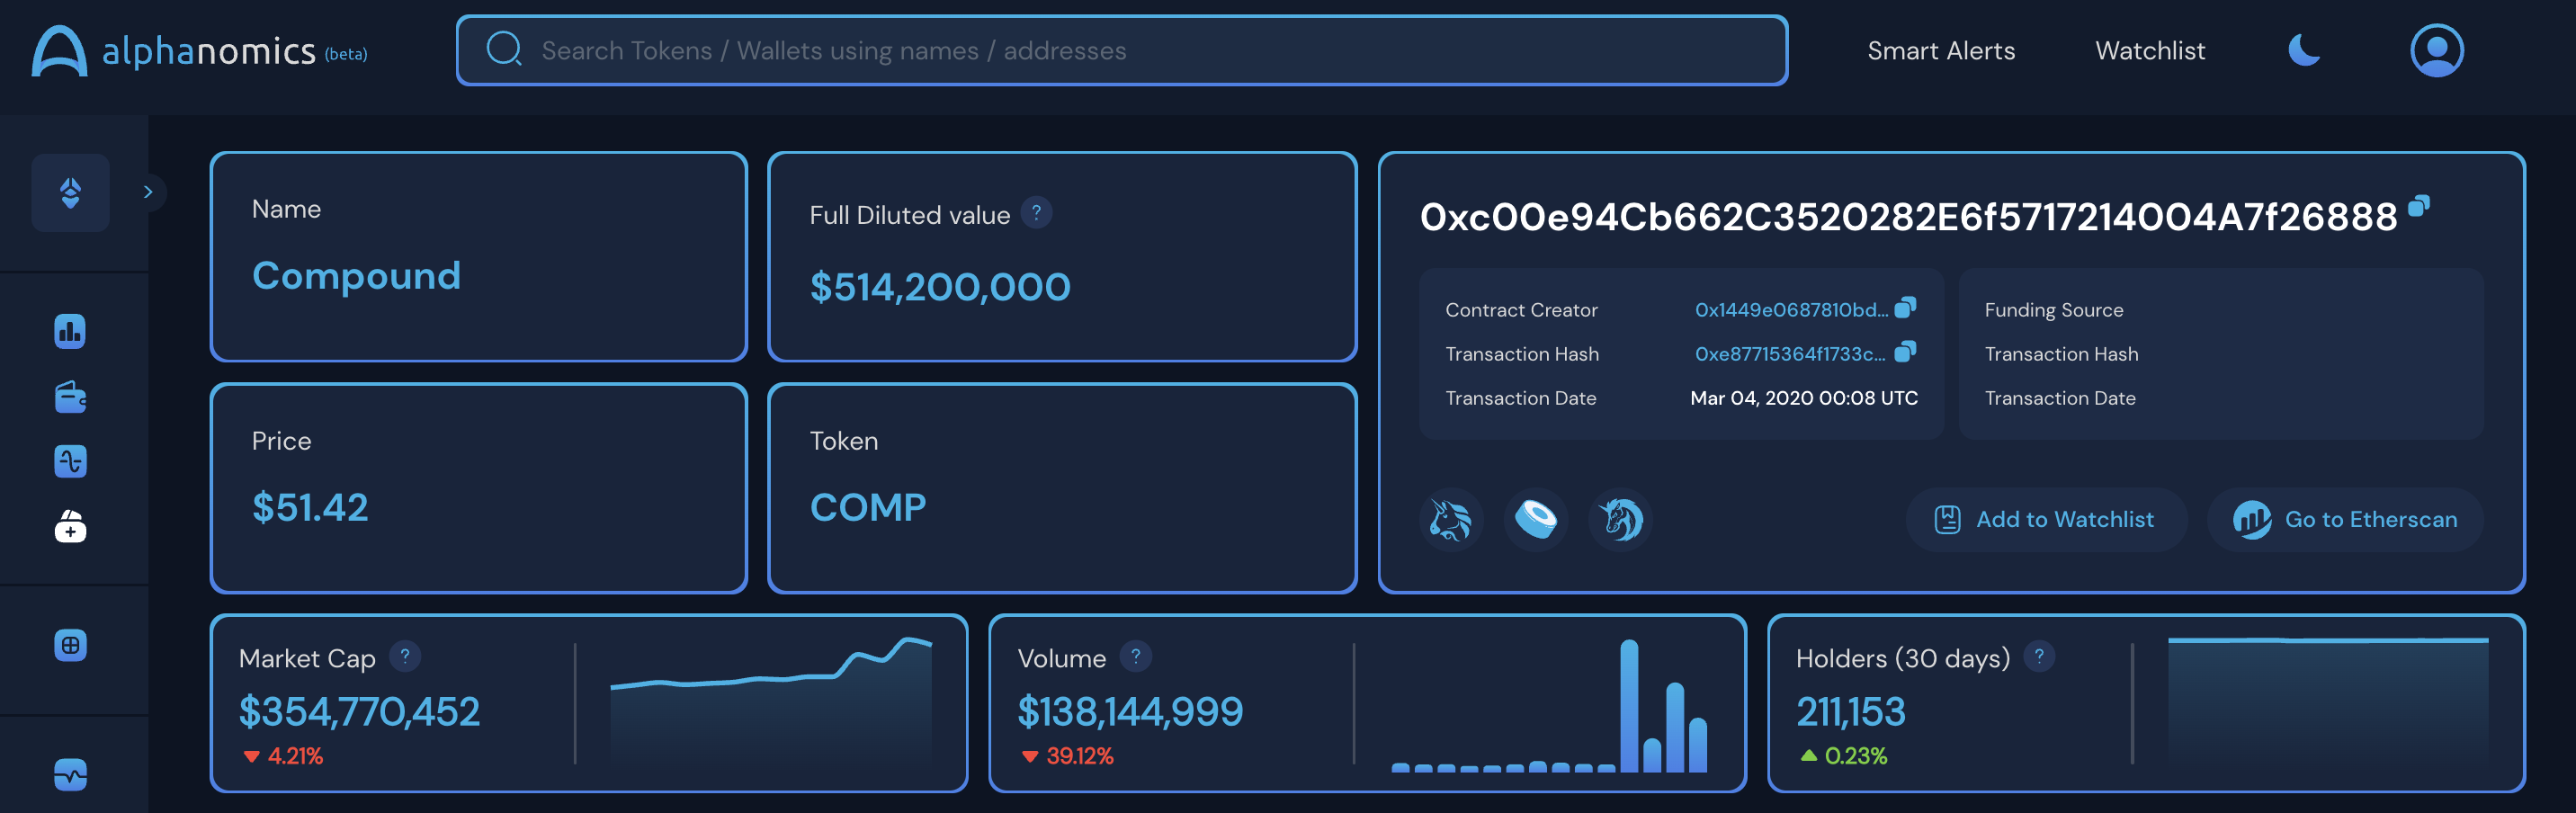 alphanomics (beta)
Search Tokens / Wallets using names / addresses
Smart Alerts
Watchlist
Name
Compound
Full Diluted value ?
$514,200,000
Price
$51.42
Token
COMP
0xc00e94Cb662C3520282E6f5717214004A7f26888
Contract Creator 0x1449e0687810bd...
Transaction Hash 0xe87715364f1733c...
Transaction Date Mar 04, 2020 00:08 UTC
Funding Source
Transaction Hash
Transaction Date
Add to Watchlist
Go to Etherscan
Market Cap ?
$354,770,452
4.21%
Volume ?
$138,144,999
39.12%
Holders (30 days) ?
211,153
0.23%